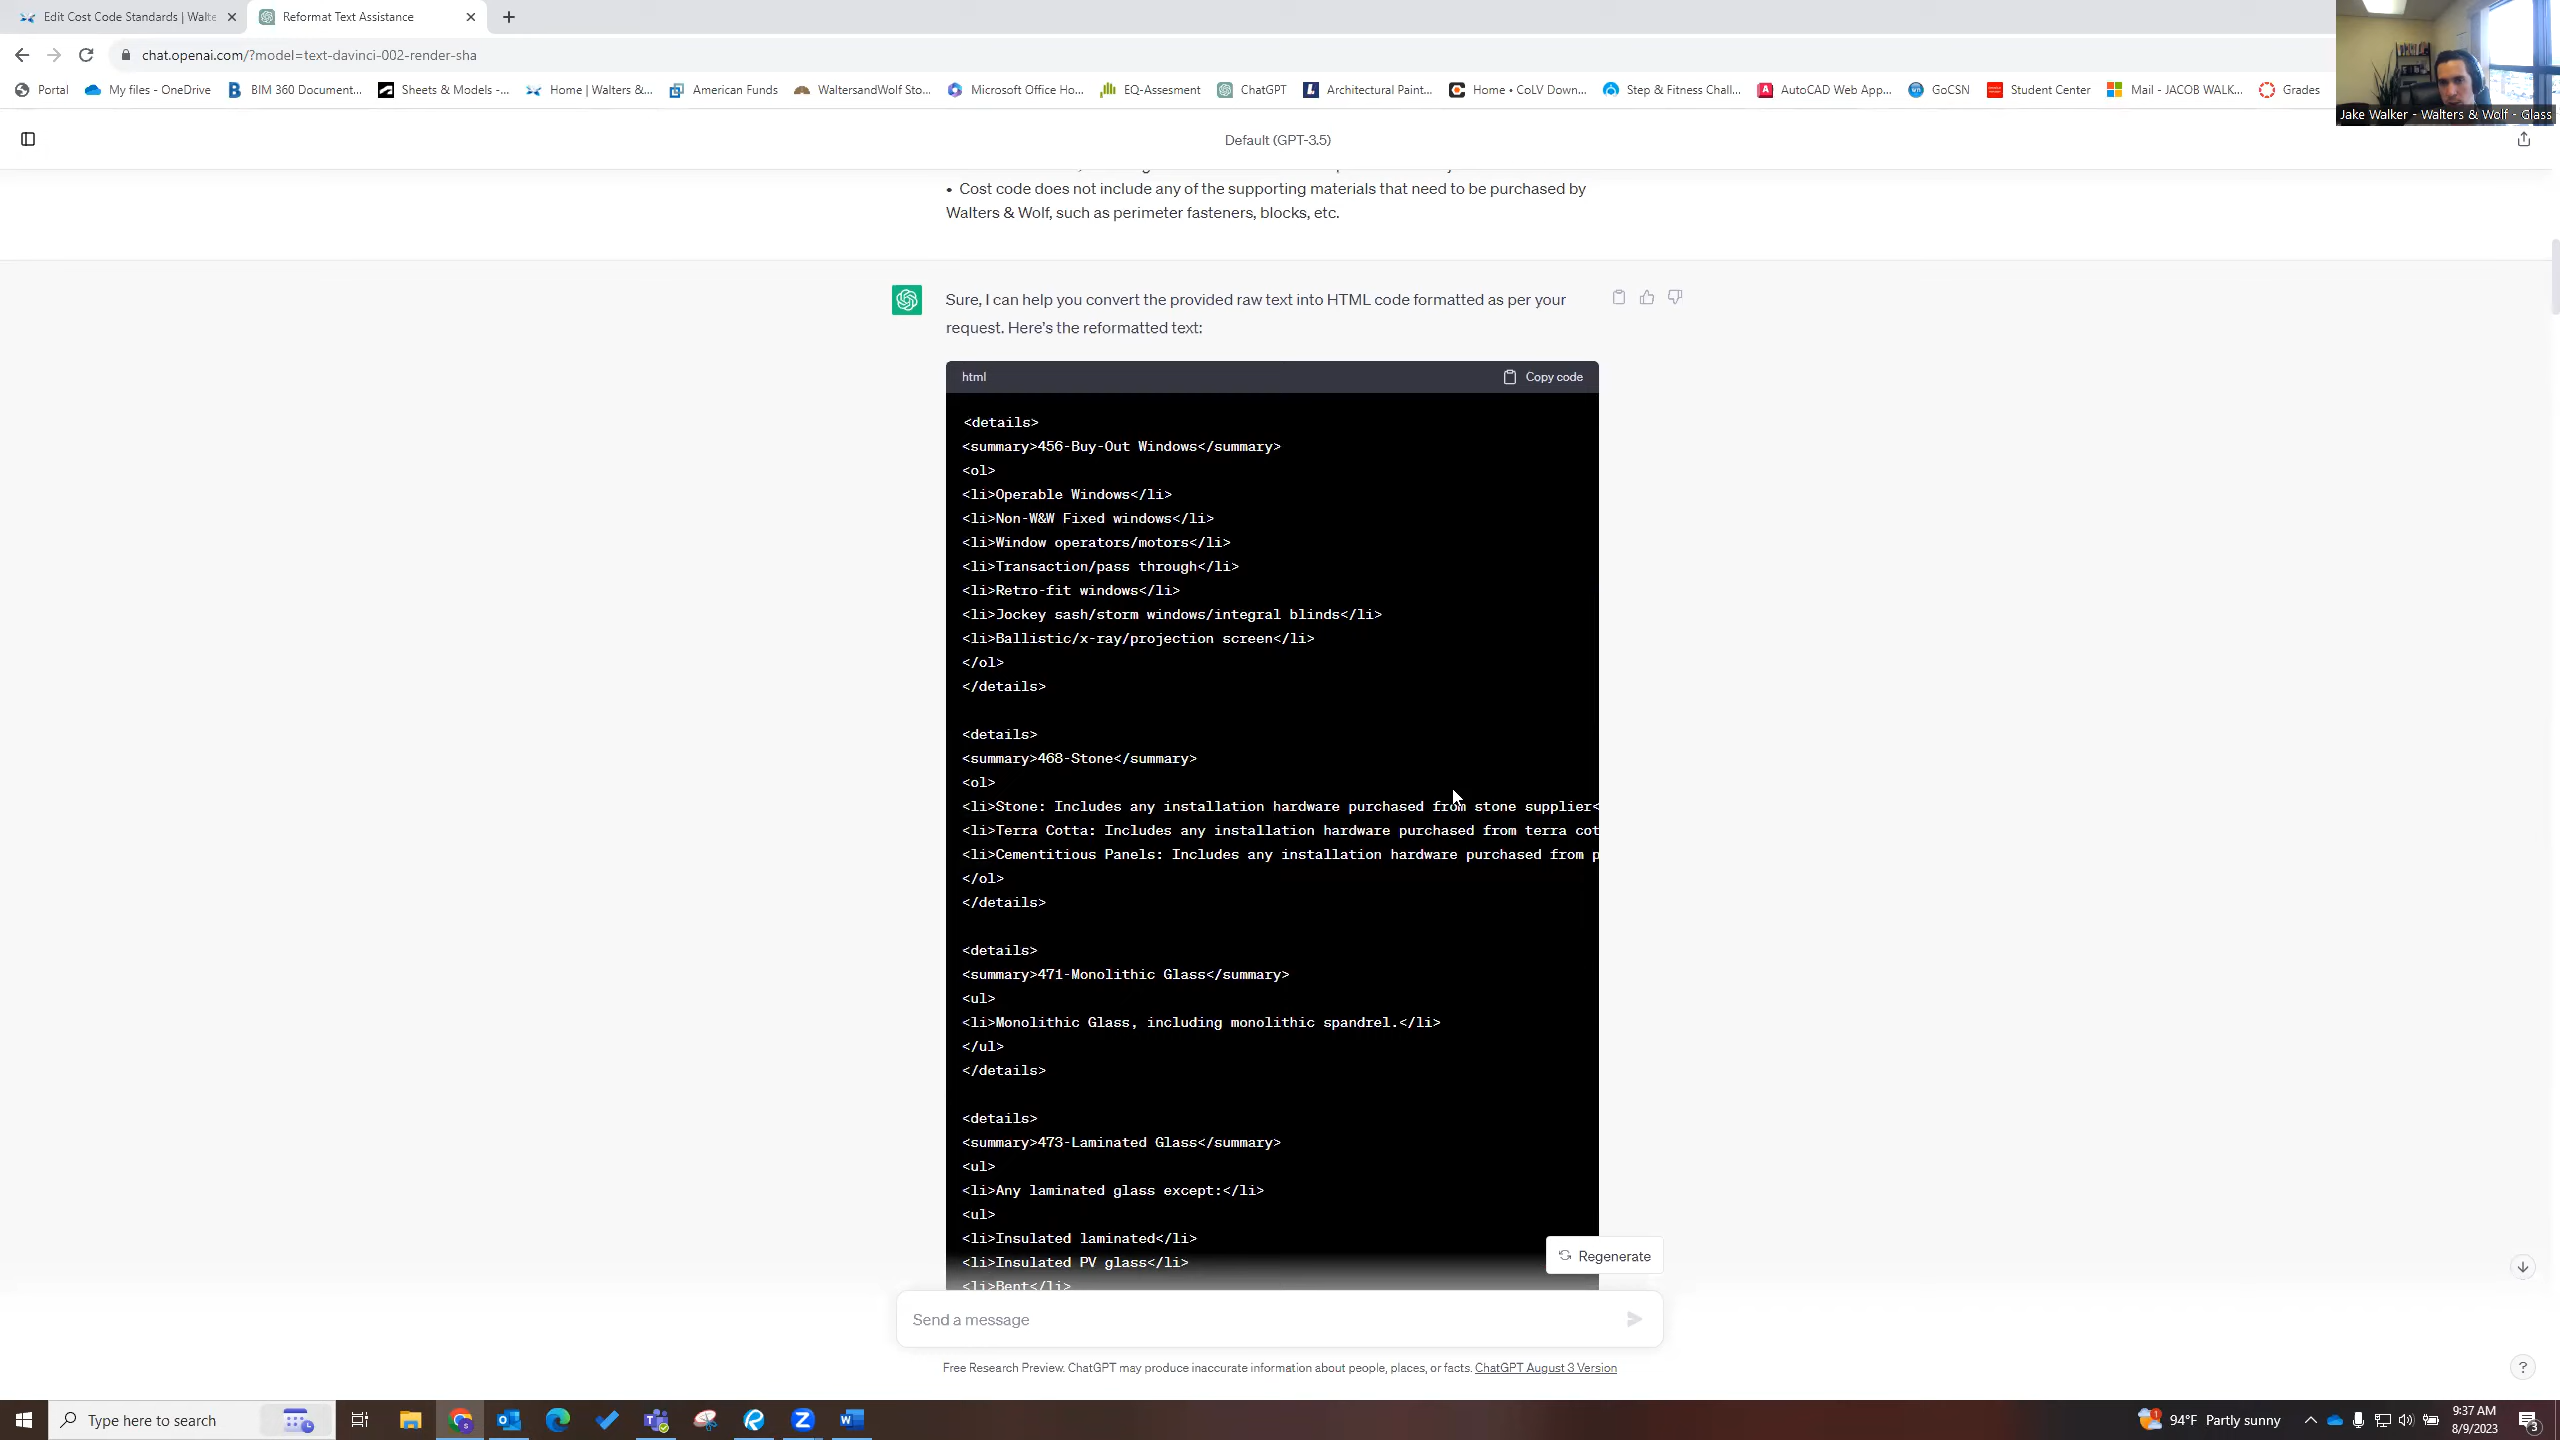 Edit Cost Code Standards | Walte
Reformat Text Assistance
chat.openai.com/?model=text-davinci-002-render-sha
Portal
My files - OneDrive
BIM 360 Document...
Sheets & Models -...
Home | Walters &...
American Funds
WaltersandWolf Sto...
Microsoft Office Ho...
EQ-Assesment
ChatGPT
Architectural Paint...
Home • CoLV Down...
Step & Fitness Chall...
AutoCAD Web App...
GoCSN
Student Center
Mail - JACOB WALK...
Grades
Jake Walker - Walters & Wolf - Glass
Default (GPT-3.5)
• Cost code does not include any of the supporting materials that need to be purchased by
Walters & Wolf, such as perimeter fasteners, blocks, etc.
Sure, I can help you convert the provided raw text into HTML code formatted as per your
request. Here's the reformatted text:
html
Copy code
<details>
<summary>456-Buy-Out Windows</summary>
<ol>
<li>Operable Windows</li>
<li>Non-W&W Fixed windows</li>
<li>Window operators/motors</li>
<li>Transaction/pass through</li>
<li>Retro-fit windows</li>
<li>Jockey sash/storm windows/integral blinds</li>
<li>Ballistic/x-ray/projection screen</li>
</ol>
</details>
<details>
<summary>468-Stone</summary>
<ol>
<li>Stone: Includes any installation hardware purchased from stone supplier<
<li>Terra Cotta: Includes any installation hardware purchased from terra cot
<li>Cementitious Panels: Includes any installation hardware purchased from p
</ol>
</details>
<details>
<summary>471-Monolithic Glass</summary>
<ul>
<li>Monolithic Glass, including monolithic spandrel.</li>
</ul>
</details>
<details>
<summary>473-Laminated Glass</summary>
<ul>
<li>Any laminated glass except:</li>
<ul>
<li>Insulated laminated</li>
<li>Insulated PV glass</li>
<li>Bent</li>
Regenerate
Send a message
Free Research Preview. ChatGPT may produce inaccurate information about people, places, or facts. ChatGPT August 3 Version
?
Type here to search
94°F Partly sunny
9:37 AM
8/9/2023
3